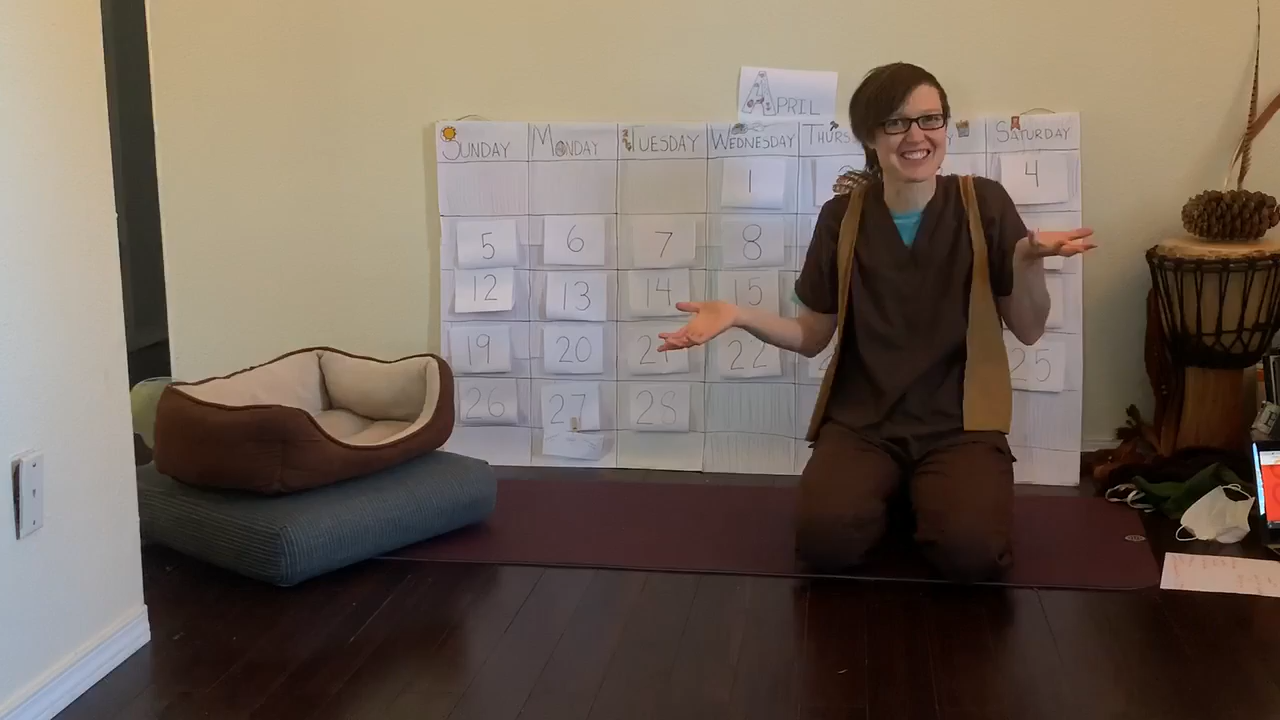 APRIL
SUNDAY MONDAY TUESDAY WEDNESDAY THURS SATURDAY
1 4
5 6 7 8
12 13 14 15
19 20 21 22 25
26 27 28